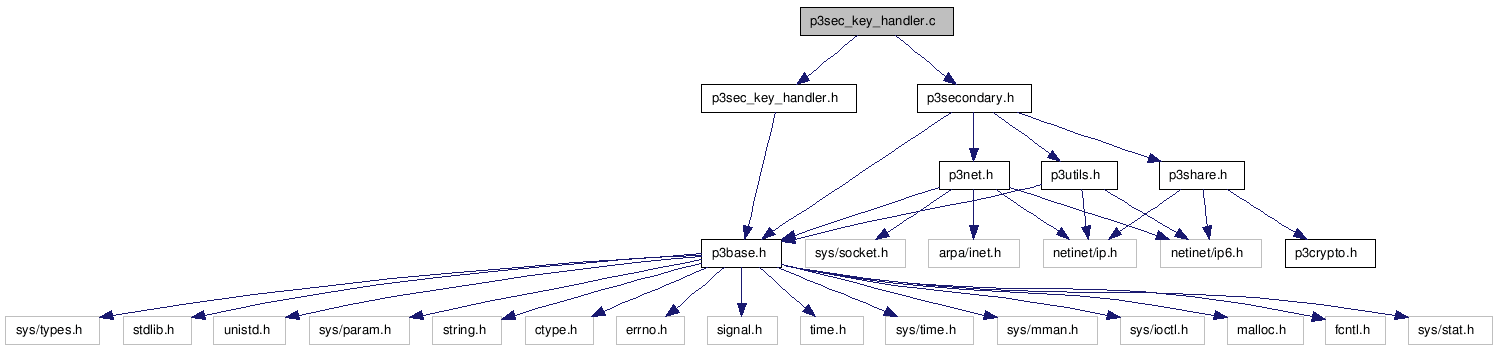 p3sec_key_handler.c
p3sec_key_handler.h
p3secondary.h
p3net.h
p3utils.h
p3share.h
p3base.h
sys/socket.h
arpa/inet.h
netinet/ip.h
netinet/ip6.h
p3crypto.h
sys/types.h
stdlib.h
unistd.h
sys/param.h
string.h
ctype.h
errno.h
signal.h
time.h
sys/time.h
sys/mman.h
sys/ioctl.h
malloc.h
fcntl.h
sys/stat.h